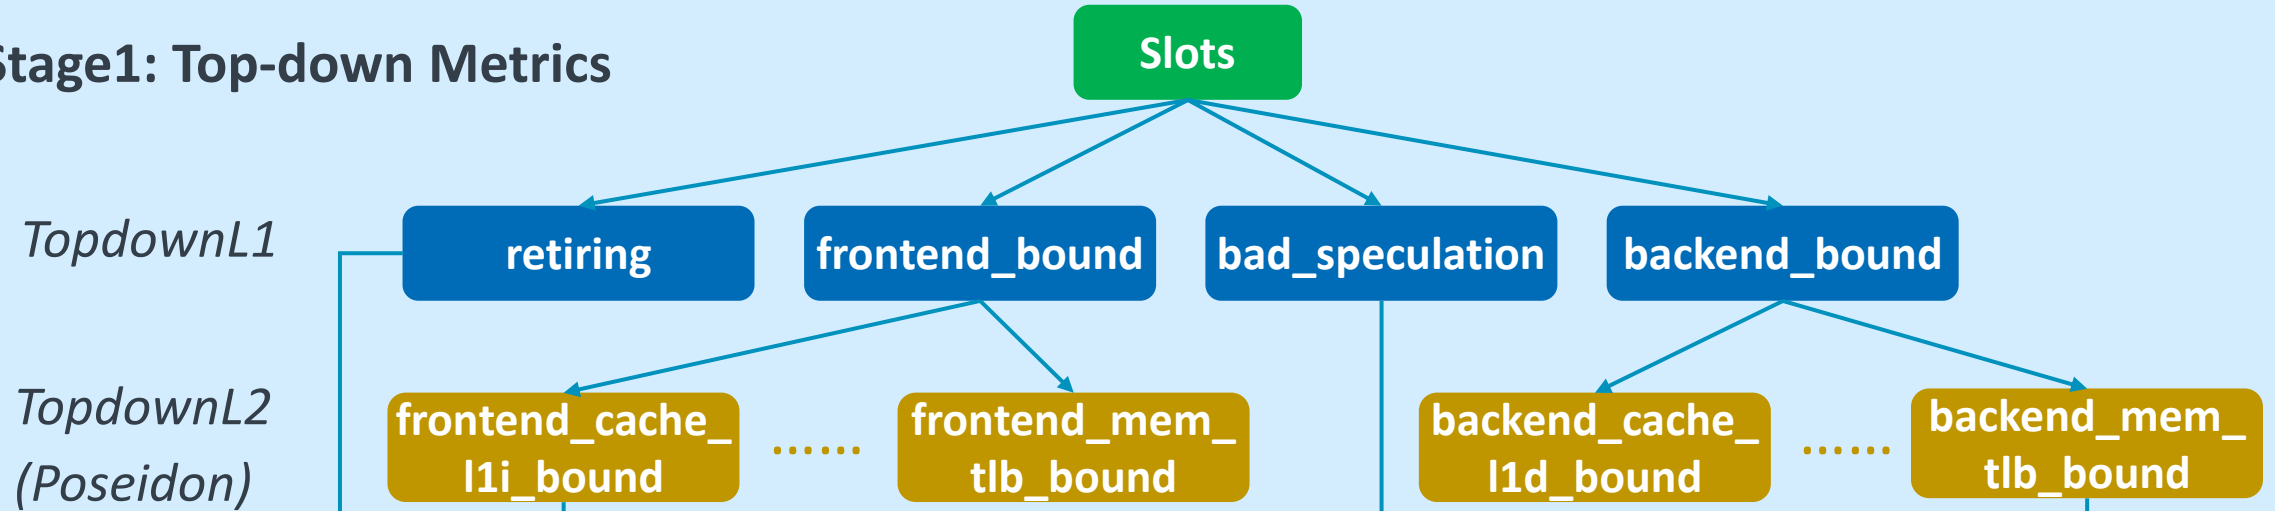 Stage1: Top-down Metrics
Slots
TopdownL1
retiring
frontend_bound
bad_speculation
backend_bound
TopdownL2
(Poseidon)
frontend_cache_
l1i_bound
.......
frontend_mem_
tlb_bound
backend_cache_
l1d_bound
.......
backend_mem_
tlb_bound